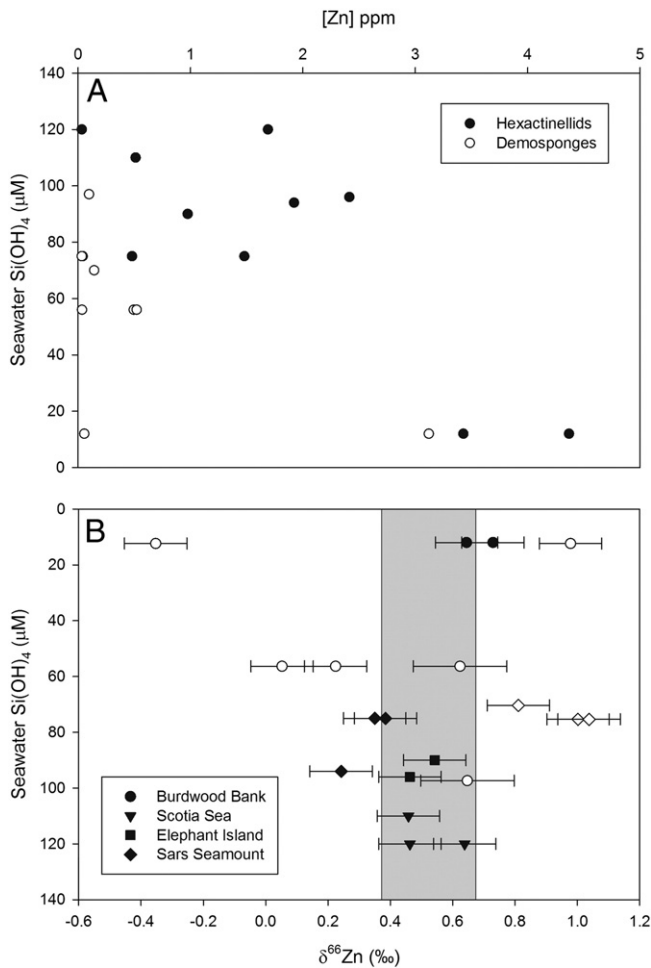 [Zn] ppm
0 1 2 3 4 5
A
Hexactinellids
Demosponges
Seawater Si(OH)4 (μM)
140
120
100
80
60
40
20
0
B
Seawater Si(OH)4 (μM)
0
20
40
60
80
100
120
140
Burdwood Bank
Scotia Sea
Elephant Island
Sars Seamount
-0.6 -0.4 -0.2 0.0 0.2 0.4 0.6 0.8 1.0 1.2
δ66Zn (‰)